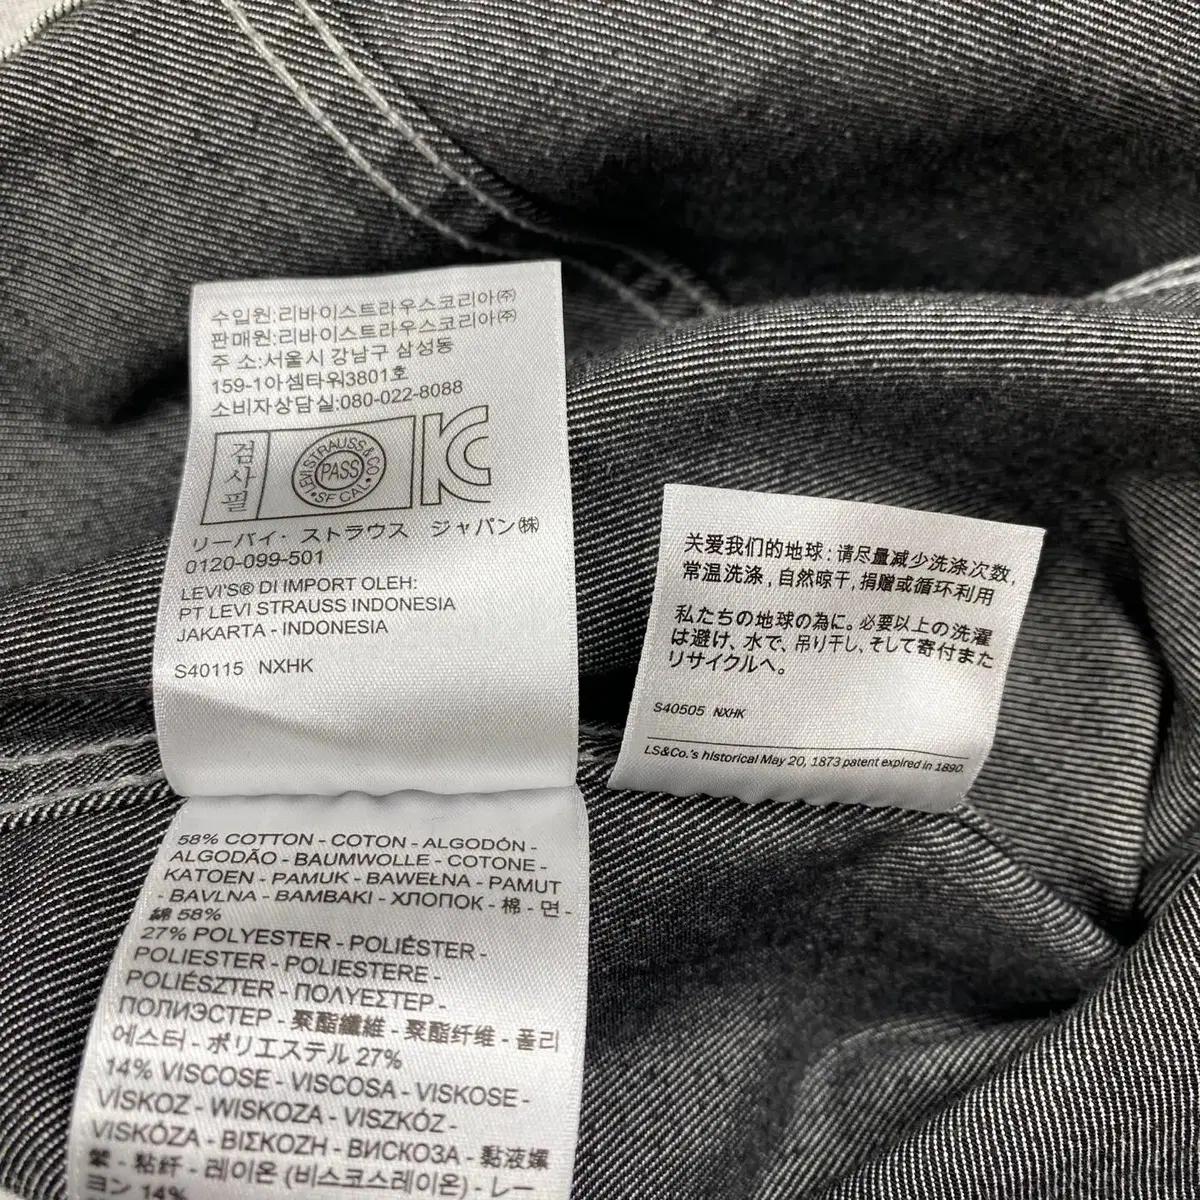 수입원:리바이스트라우스코리아㈜
판매원:리바이스트라우스코리아㈜
주 소:서울시 강남구 삼성동
159-1아셈타워3801호
소비자상담실:080-022-8088
검사필
LEVI STRAUSS & CO
PASS
SF CAL
リーバイ・ストラウス ジャパン㈱
0120-099-501
LEVI'S® DI IMPORT OLEH:
PT LEVI STRAUSS INDONESIA
JAKARTA - INDONESIA
S40115 NXHK
关爱我们的地球:请尽量减少洗涤次数,
常温洗涤,自然晾干,捐赠或循环利用
私たちの地球の為に。必要以上の洗濯
は避け、水で、吊り干し、そして寄付また
リサイクルへ。
S40505 NXHK
LS&Co.'s historical May 20, 1873 patent expired in 1890.
58% COTTON - COTON - ALGODÓN -
ALGODÃO - BAUMWOLLE - COTONE -
KATOEN - PAMUK - BAWEŁNA - PAMUT
- BAVLNA - BAMBAKI - ХЛОПОК - 棉 - 면 -
綿 58%
27% POLYESTER - POLIÉSTER -
POLIESTER - POLIESTERE -
POLIÉSZTER - ΠΟΛΥΕΣΤΕΡ -
ПОЛИЭСТЕР - 聚酯纖維 - 聚酯纤维 - 폴리
에스터 - ポリエステル 27%
14% VISCOSE - VISCOSA - VISKOSE -
VİSKOZ - WISKOZA - VISZKÓZ -
VISKÓZA - ΒΙΣΚΟΖΗ - ВИСКОЗА - 黏液嫘
縈 - 粘纤 - 레이온 (비스코스레이온) - レー
ヨン 14%